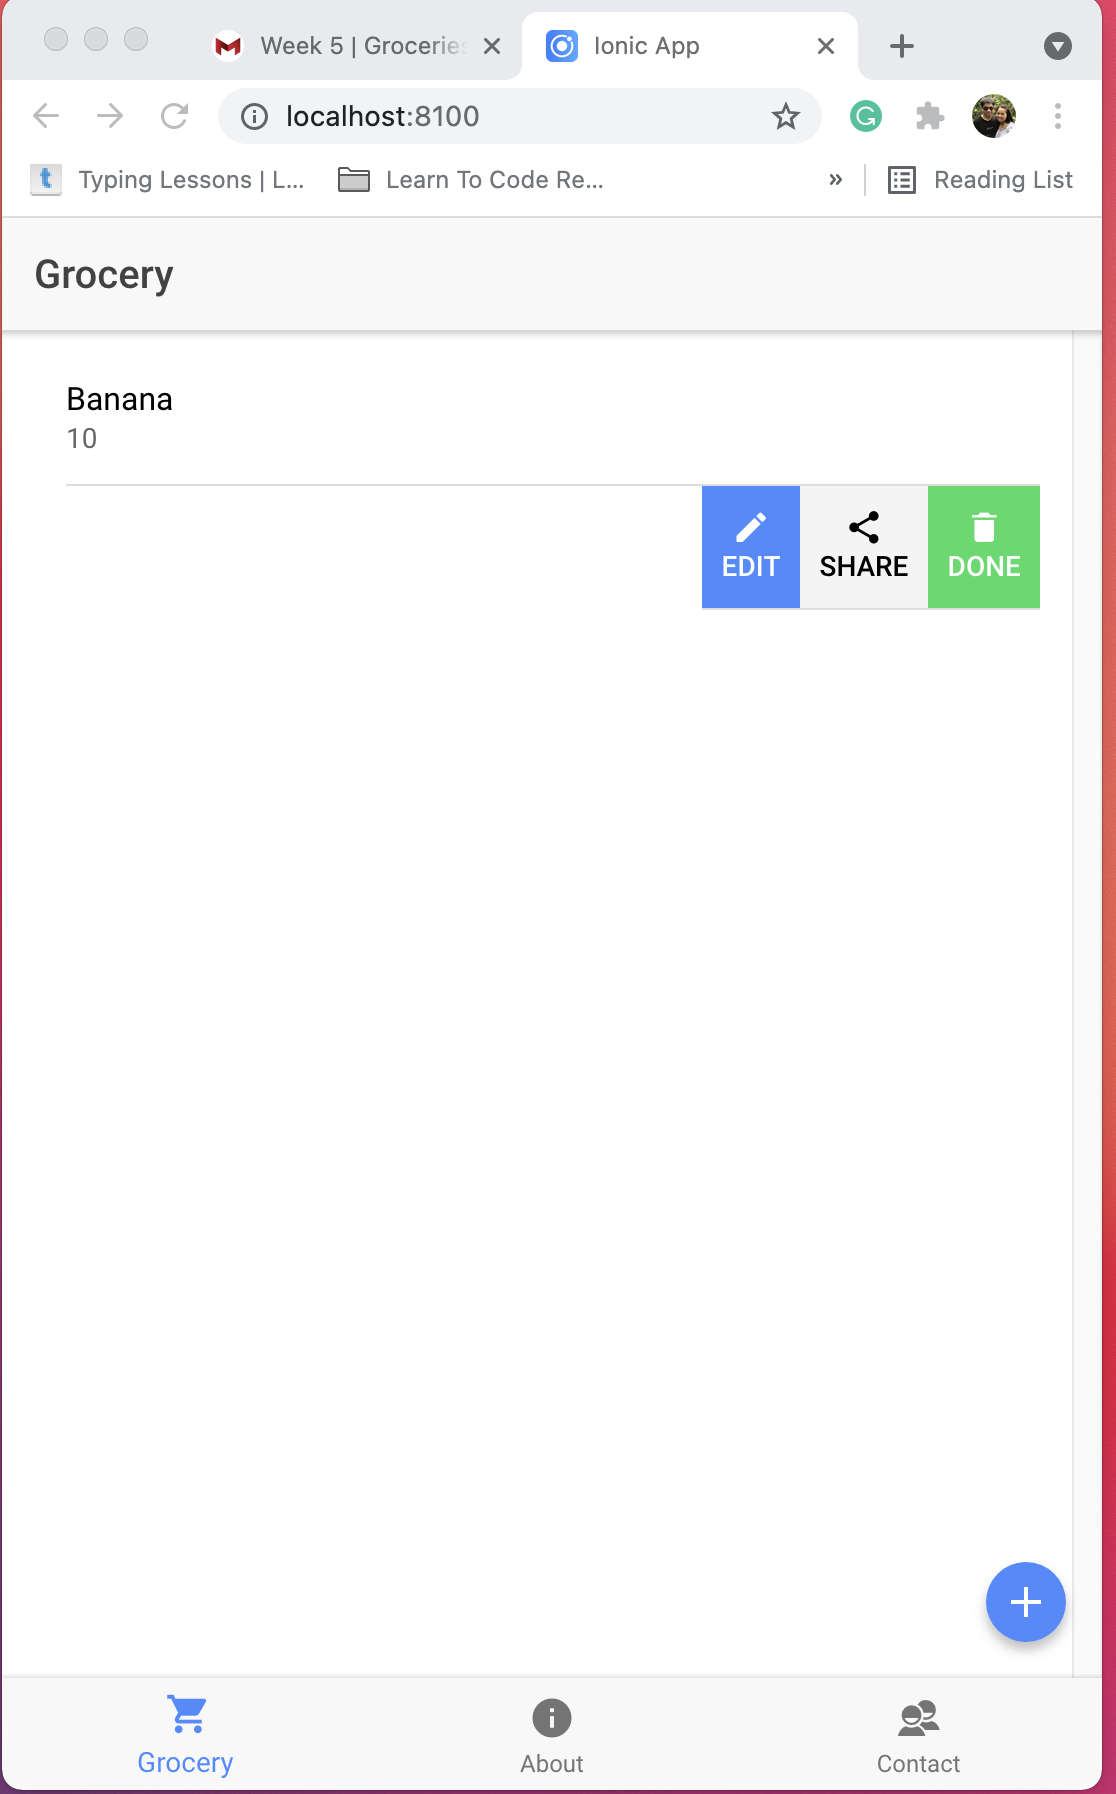 Week 5 | Groceries
Ionic App
localhost:8100
Typing Lessons | L...
Learn To Code Re...
»
Reading List
Grocery
Banana
10
EDIT
SHARE
DONE
Grocery
About
Contact